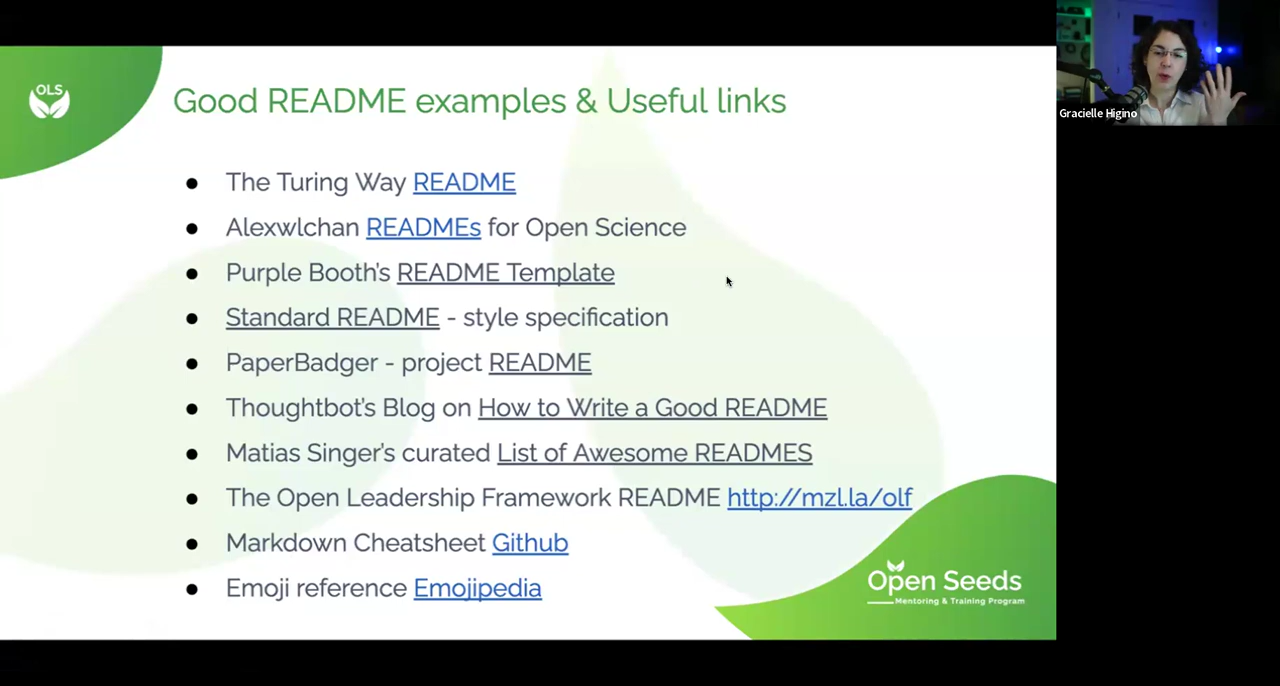 OLS
Good README examples & Useful links
Gracielle Higino
● The Turing Way README
● Alexwlchan READMEs for Open Science
● Purple Booth's README Template
● Standard README - style specification
● PaperBadger - project README
● Thoughtbot's Blog on How to Write a Good README
● Matias Singer's curated List of Awesome READMES
● The Open Leadership Framework README http://mzl.la/olf
● Markdown Cheatsheet Github
● Emoji reference Emojipedia
Open Seeds
Mentoring & Training Program